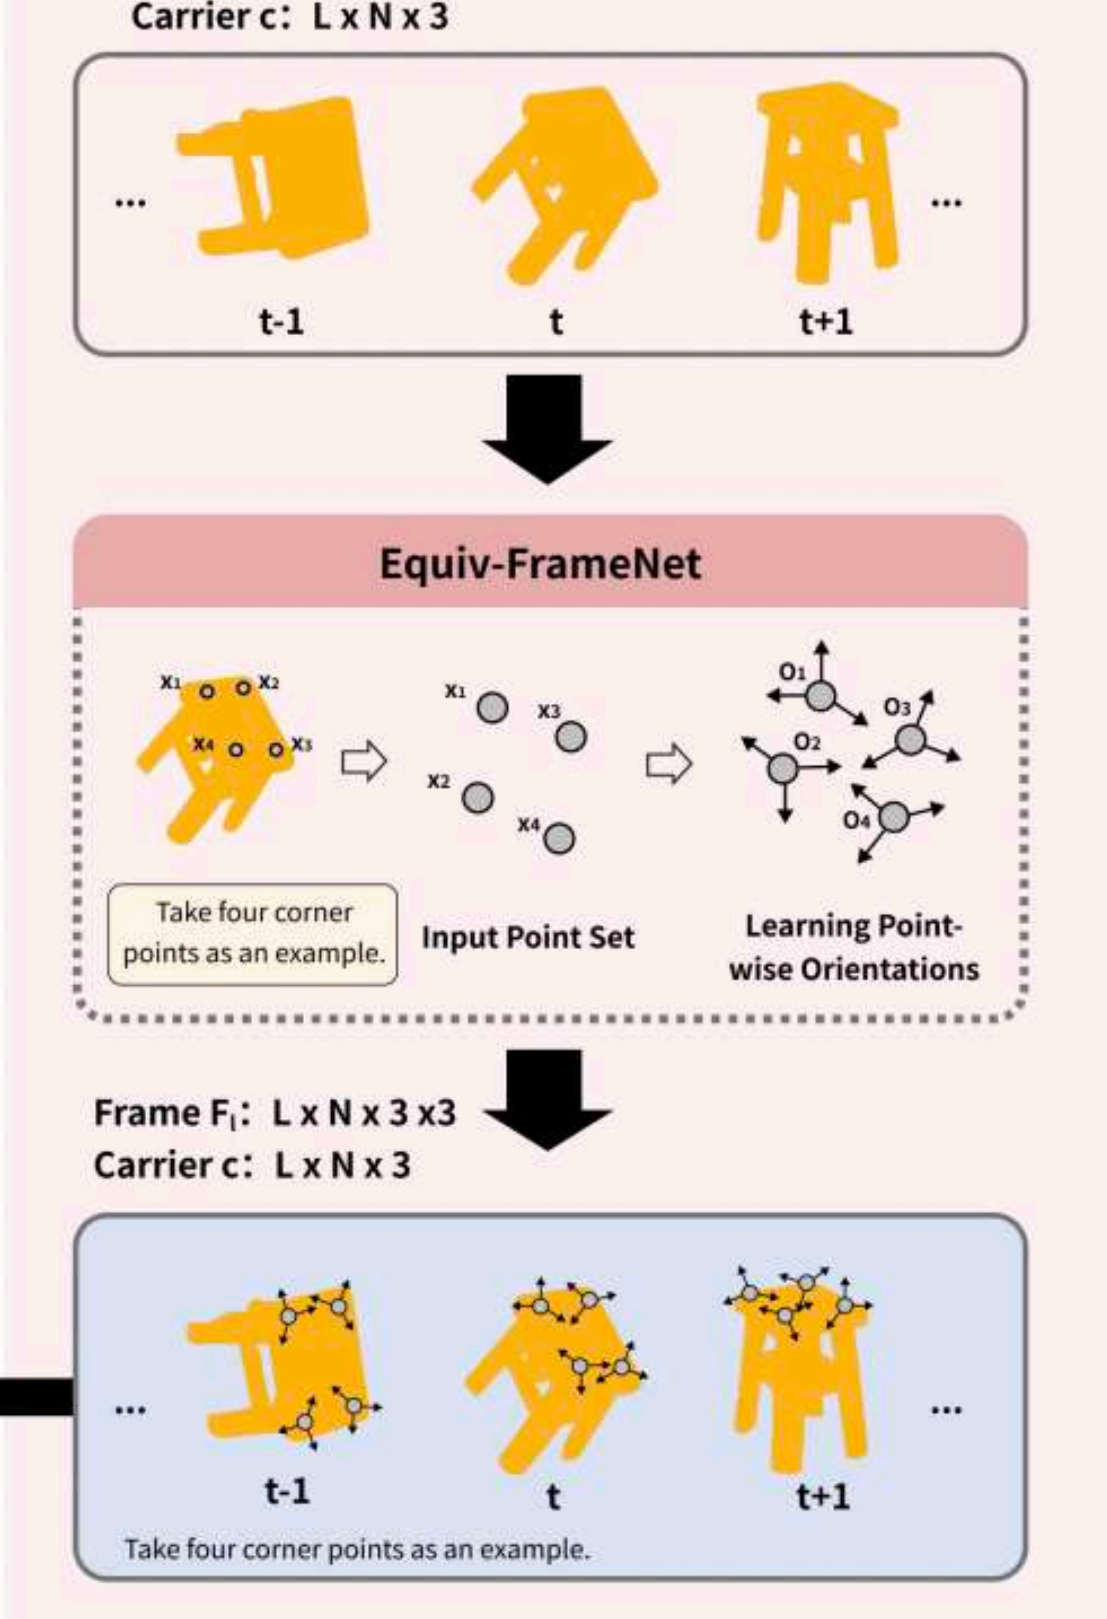 Carrier c: L x N x 3
... ...
t-1 t t+1
Equiv-FrameNet
x₁ x₂
x₄ x₃
x₁ x₃
x₂
x₄
O₁ O₃
O₂
O₄
Take four corner
points as an example.
Input Point Set
Learning Point-
wise Orientations
Frame Fₗ: L x N x 3 x3
Carrier c: L x N x 3
... ...
t-1 t t+1
Take four corner points as an example.